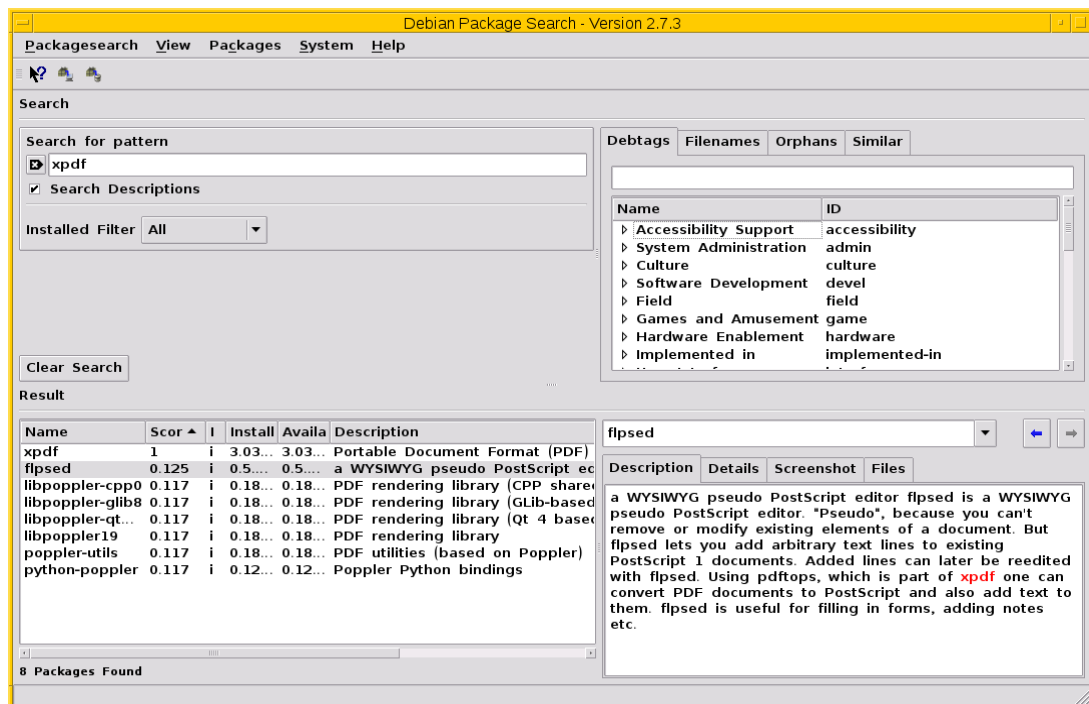 Debian Package Search - Version 2.7.3
Packagesearch View Packages System Help
Search
Search for pattern
xpdf
Search Descriptions
Installed Filter All
Clear Search
Debtags Filenames Orphans Similar
Name ID
Accessibility Support accessibility
System Administration admin
Culture culture
Software Development devel
Field field
Games and Amusement game
Hardware Enablement hardware
Implemented in implemented-in
Result
Name Scor I Install Availa Description
xpdf 1 i 3.03... 3.03... Portable Document Format (PDF)
flpsed 0.125 i 0.5.... 0.5.... a WYSIWYG pseudo PostScript ed
libpoppler-cpp0 0.117 i 0.18... 0.18... PDF rendering library (CPP share
libpoppler-glib8 0.117 i 0.18... 0.18... PDF rendering library (GLib-based
libpoppler-qt... 0.117 i 0.18... 0.18... PDF rendering library (Qt 4 base
libpoppler19 0.117 i 0.18... 0.18... PDF rendering library
poppler-utils 0.117 i 0.18... 0.18... PDF utilities (based on Poppler)
python-poppler 0.117 i 0.12... 0.12... Poppler Python bindings
8 Packages Found
flpsed
Description Details Screenshot Files
a WYSIWYG pseudo PostScript editor flpsed is a WYSIWYG
pseudo PostScript editor. "Pseudo", because you can't
remove or modify existing elements of a document. But
flpsed lets you add arbitrary text lines to existing
PostScript 1 documents. Added lines can later be reedited
with flpsed. Using pdftops, which is part of xpdf one can
convert PDF documents to PostScript and also add text to
them. flpsed is useful for filling in forms, adding notes
etc.